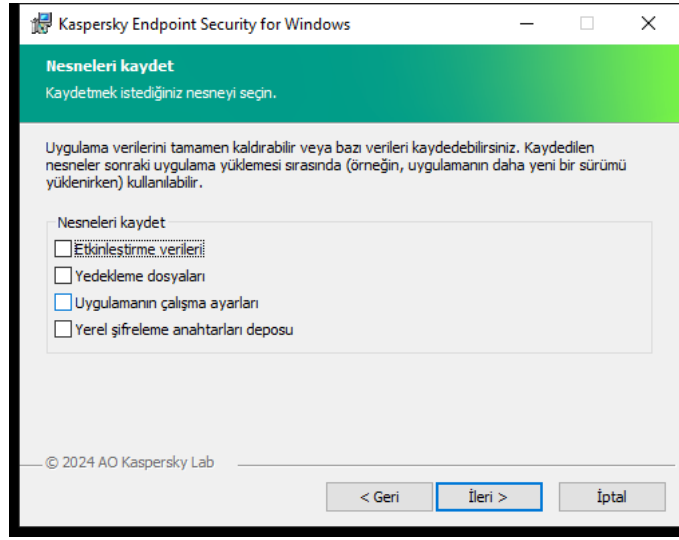 Kaspersky Endpoint Security for Windows
Nesneleri kaydet
Kaydetmek istediğiniz nesneyi seçin.
Uygulama verilerini tamamen kaldırabilir veya bazı verileri kaydedebilirsiniz. Kaydedilen
nesneler sonraki uygulama yüklemesi sırasında (örneğin, uygulamanın daha yeni bir sürümü
yüklenirken) kullanılabilir.
Nesneleri kaydet
Etkinleştirme verileri
Yedekleme dosyaları
Uygulamanın çalışma ayarları
Yerel şifreleme anahtarları deposu
© 2024 AO Kaspersky Lab
< Geri İleri > İptal